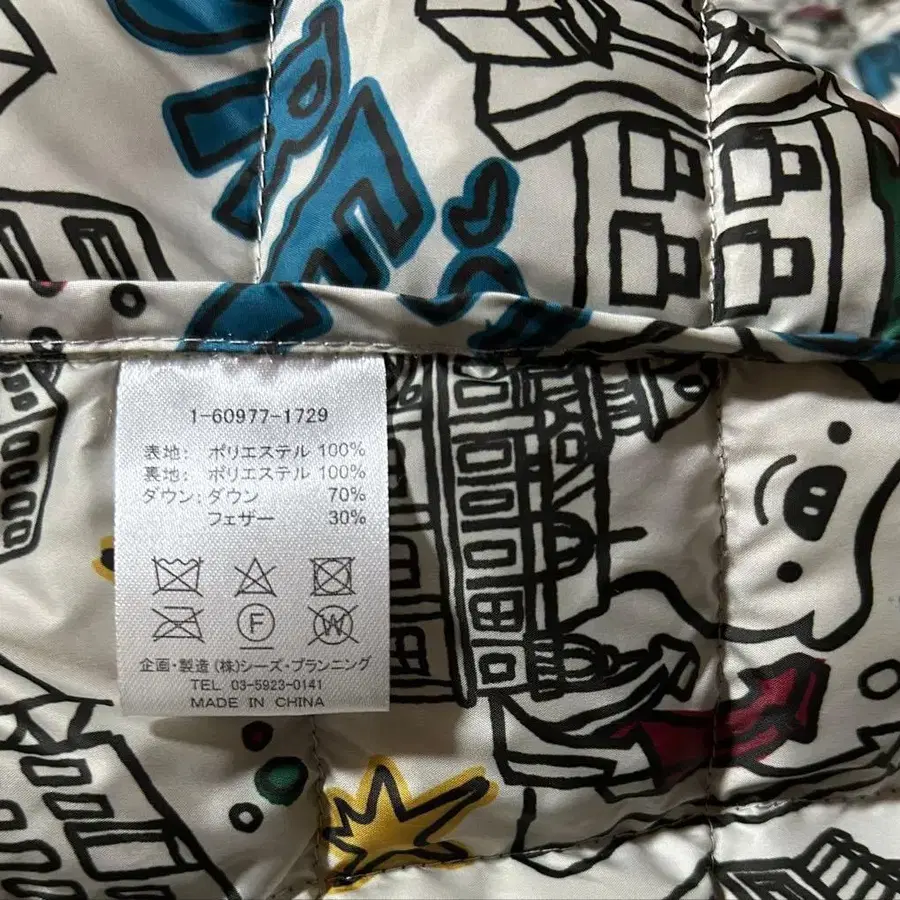 1-60977-1729
表地: ポリエステル 100%
裏地: ポリエステル 100%
ダウン: ダウン 70%
フェザー 30%
F
W
企画・製造 (株)シーズ・プランニング
TEL 03-5923-0141
MADE IN CHINA